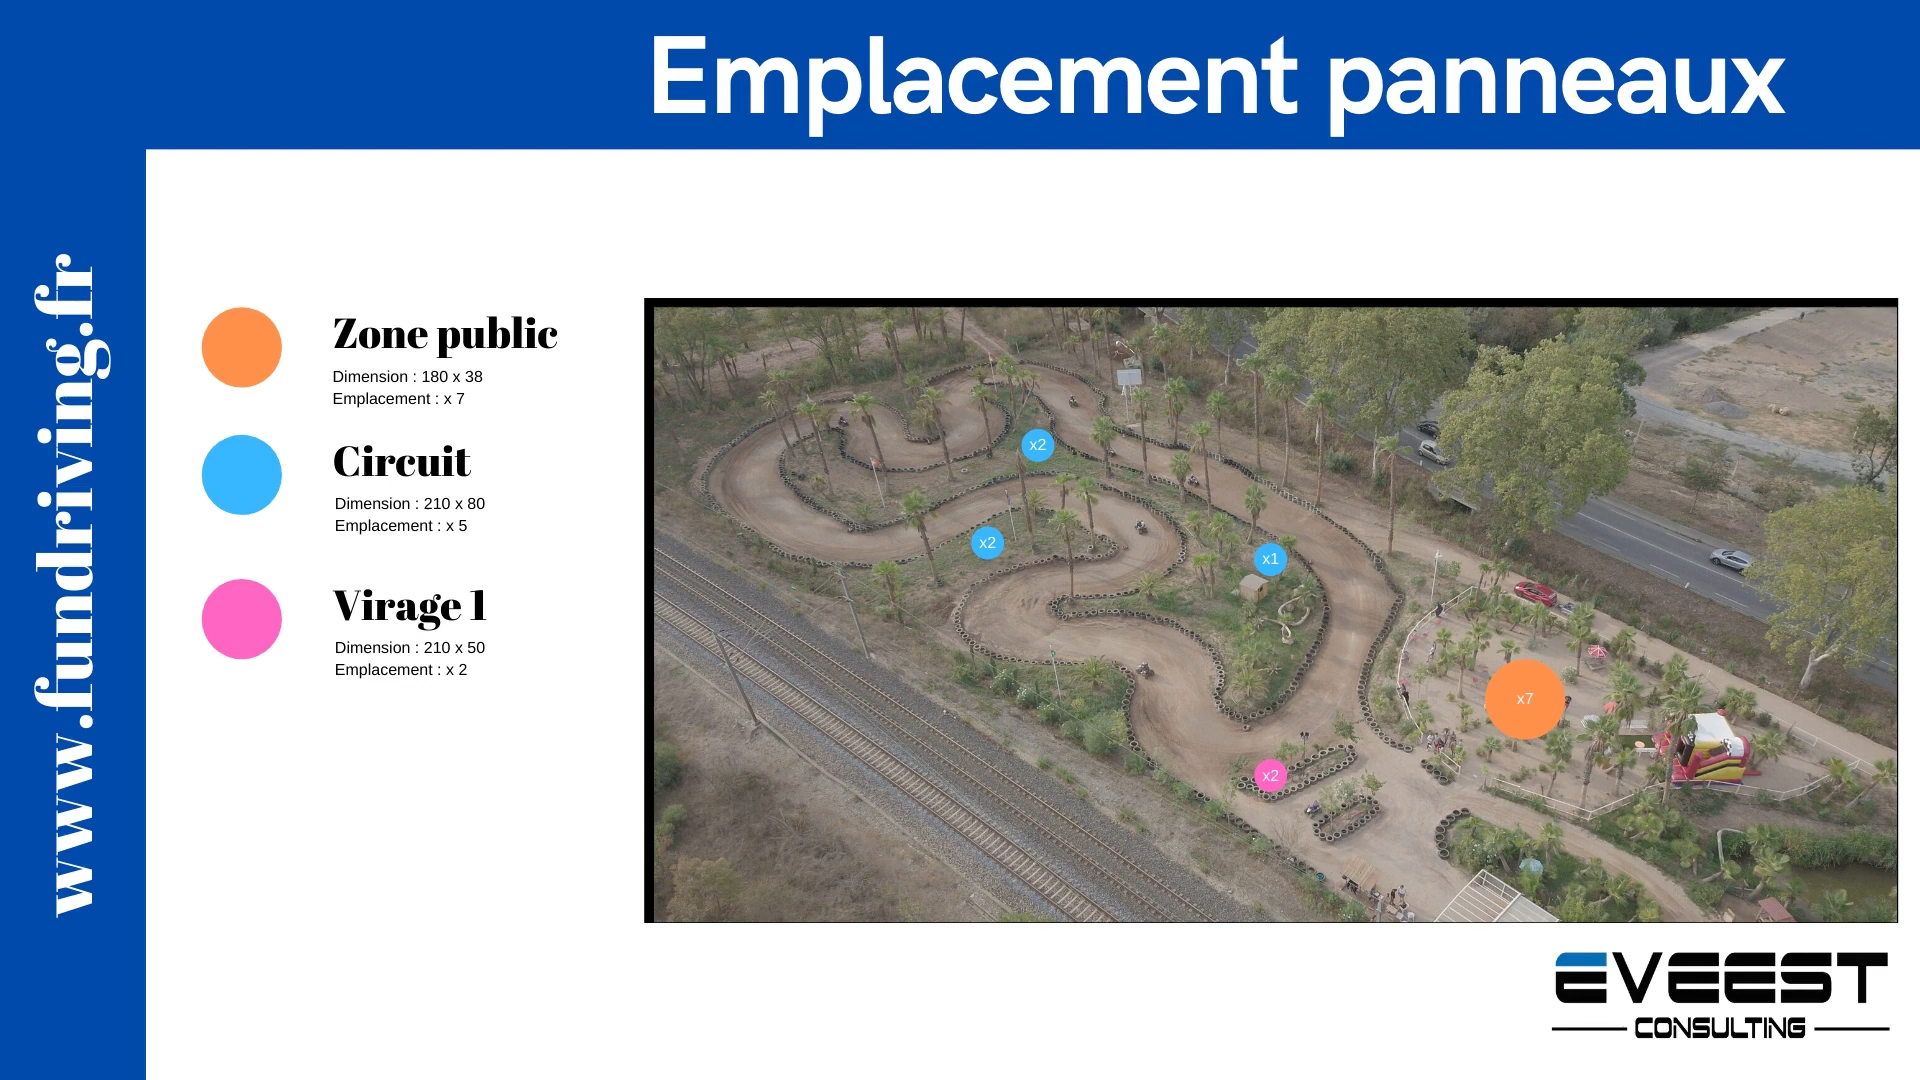 Emplacement panneaux
www.fundriving.fr
Zone public
Dimension : 180 x 38
Emplacement : x 7
Circuit
Dimension : 210 x 80
Emplacement : x 5
Virage 1
Dimension : 210 x 50
Emplacement : x 2
x2
x2
x1
x7
x2
EVEEST
CONSULTING